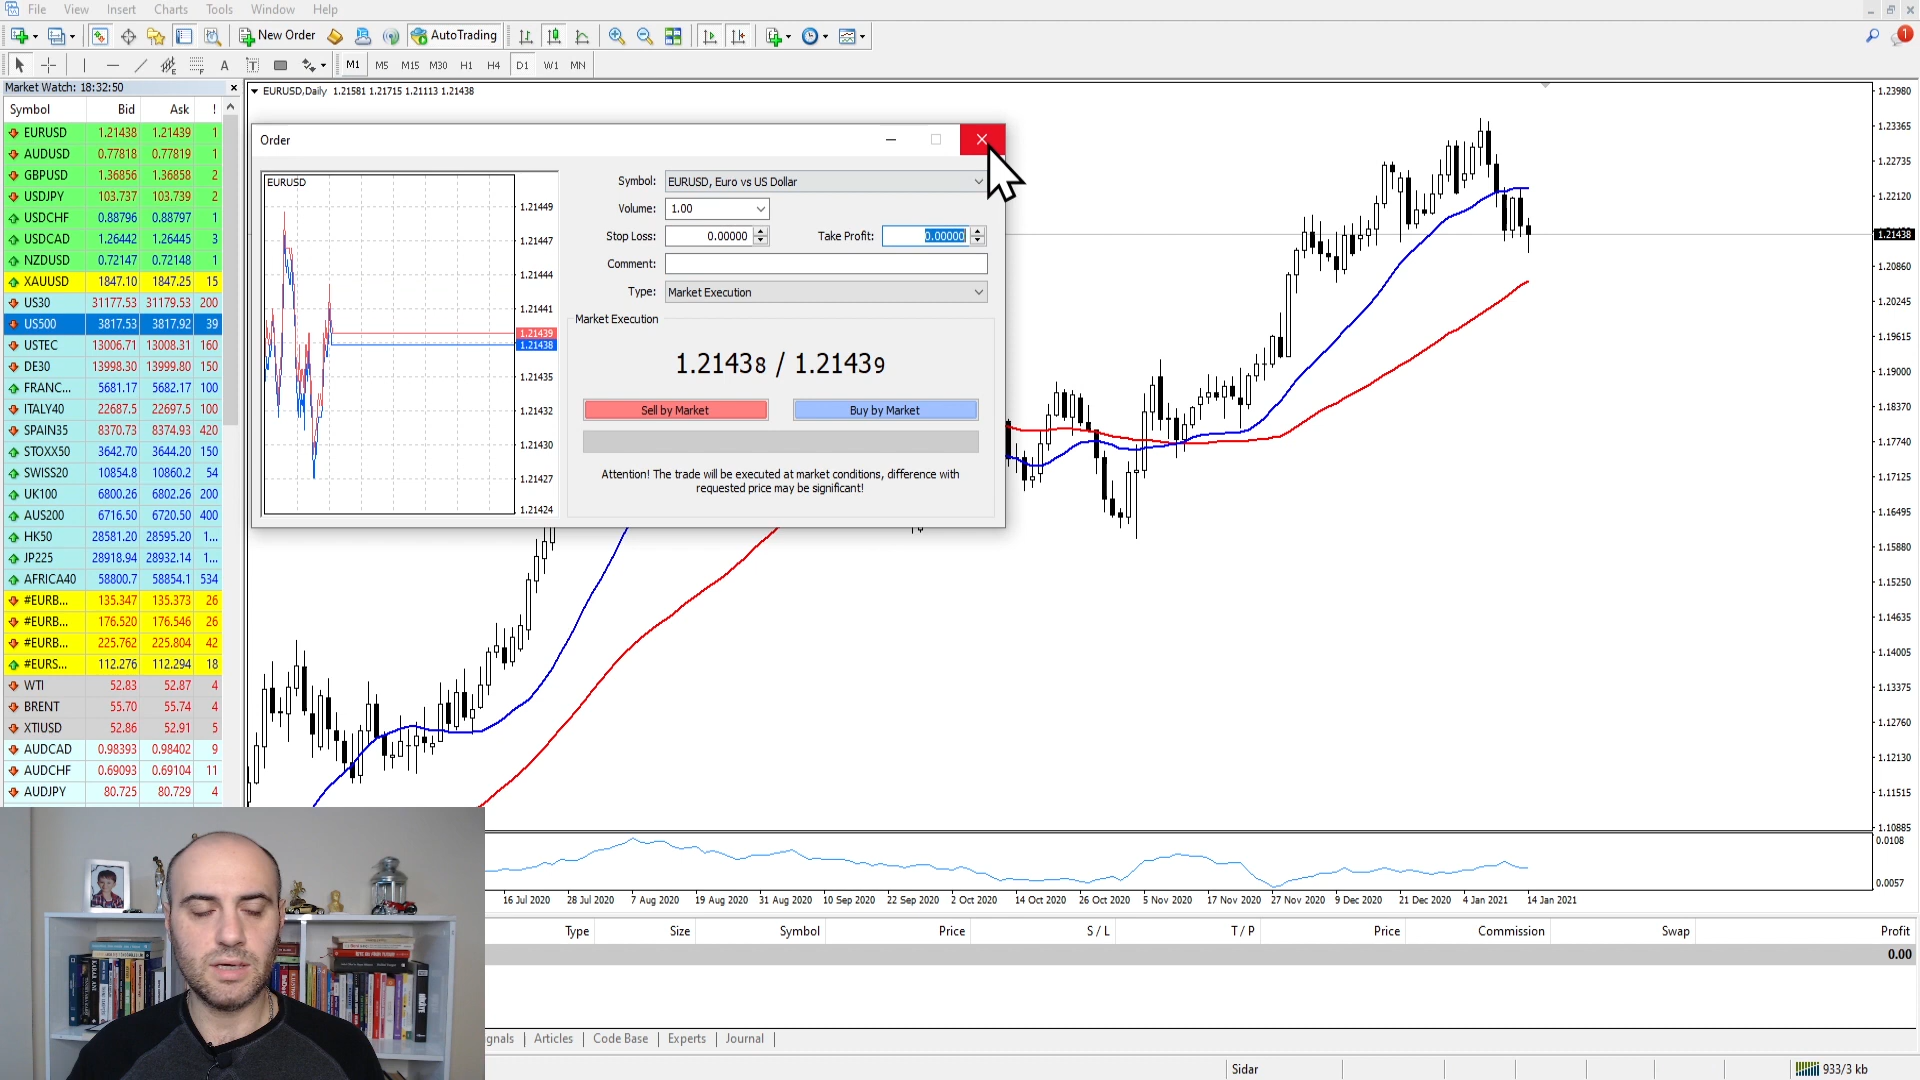 File View Insert Charts Tools Window Help
New Order AutoTrading 1
A T M1 M5 M15 M30 H1 H4 D1 W1 MN
Market Watch: 18:32:50
Symbol Bid Ask !
EURUSD 1.21438 1.21439 1
AUDUSD 0.77818 0.77819 1
GBPUSD 1.36856 1.36858 2
USDJPY 103.737 103.739 2
USDCHF 0.88796 0.88797 1
USDCAD 1.26442 1.26445 3
NZDUSD 0.72147 0.72148 1
XAUUSD 1847.10 1847.25 15
US30 31177.53 31179.53 200
US500 3817.53 3817.92 39
USTEC 13006.71 13008.31 160
DE30 13998.30 13999.80 150
FRANC... 5681.17 5682.17 100
ITALY40 22687.5 22697.5 100
SPAIN35 8370.73 8374.93 420
STOXX50 3642.70 3644.20 150
SWISS20 10854.8 10860.2 54
UK100 6800.26 6802.26 200
AUS200 6716.50 6720.50 400
HK50 28581.20 28595.20 1...
JP225 28918.94 28932.14 1...
AFRICA40 58800.7 58854.1 534
#EURB... 135.347 135.373 26
#EURB... 176.520 176.546 26
#EURB... 225.762 225.804 42
#EURS... 112.276 112.294 18
WTI 52.83 52.87 4
BRENT 55.70 55.74 4
XTIUSD 52.86 52.91 5
AUDCAD 0.98393 0.98402 9
AUDCHF 0.69093 0.69104 11
AUDJPY 80.725 80.729 4
EURUSD,Daily 1.21581 1.21715 1.21113 1.21438
Order
EURUSD
1.21449
1.21447
1.21444
1.21441
1.21439
1.21438
1.21435
1.21432
1.21430
1.21427
1.21424
Symbol: EURUSD, Euro vs US Dollar
Volume: 1.00
Stop Loss: 0.00000 Take Profit: 0.00000
Comment:
Type: Market Execution
Market Execution
1.21438 / 1.21439
Sell by Market Buy by Market
Attention! The trade will be executed at market conditions, difference with
requested price may be significant!
1.23980
1.23365
1.22735
1.22120
1.21438
1.20860
1.20245
1.19615
1.19000
1.18370
1.17740
1.17125
1.16495
1.15880
1.15250
1.14635
1.14005
1.13375
1.12760
1.12130
1.11515
1.10885
0.0108
0.0057
16 Jul 2020 28 Jul 2020 7 Aug 2020 19 Aug 2020 31 Aug 2020 10 Sep 2020 22 Sep 2020 2 Oct 2020 14 Oct 2020 26 Oct 2020 5 Nov 2020 17 Nov 2020 27 Nov 2020 9 Dec 2020 21 Dec 2020 4 Jan 2021 14 Jan 2021
Type Size Symbol Price S / L T / P Price Commission Swap Profit
0.00
gnals Articles Code Base Experts Journal
Sidar 933/3 kb